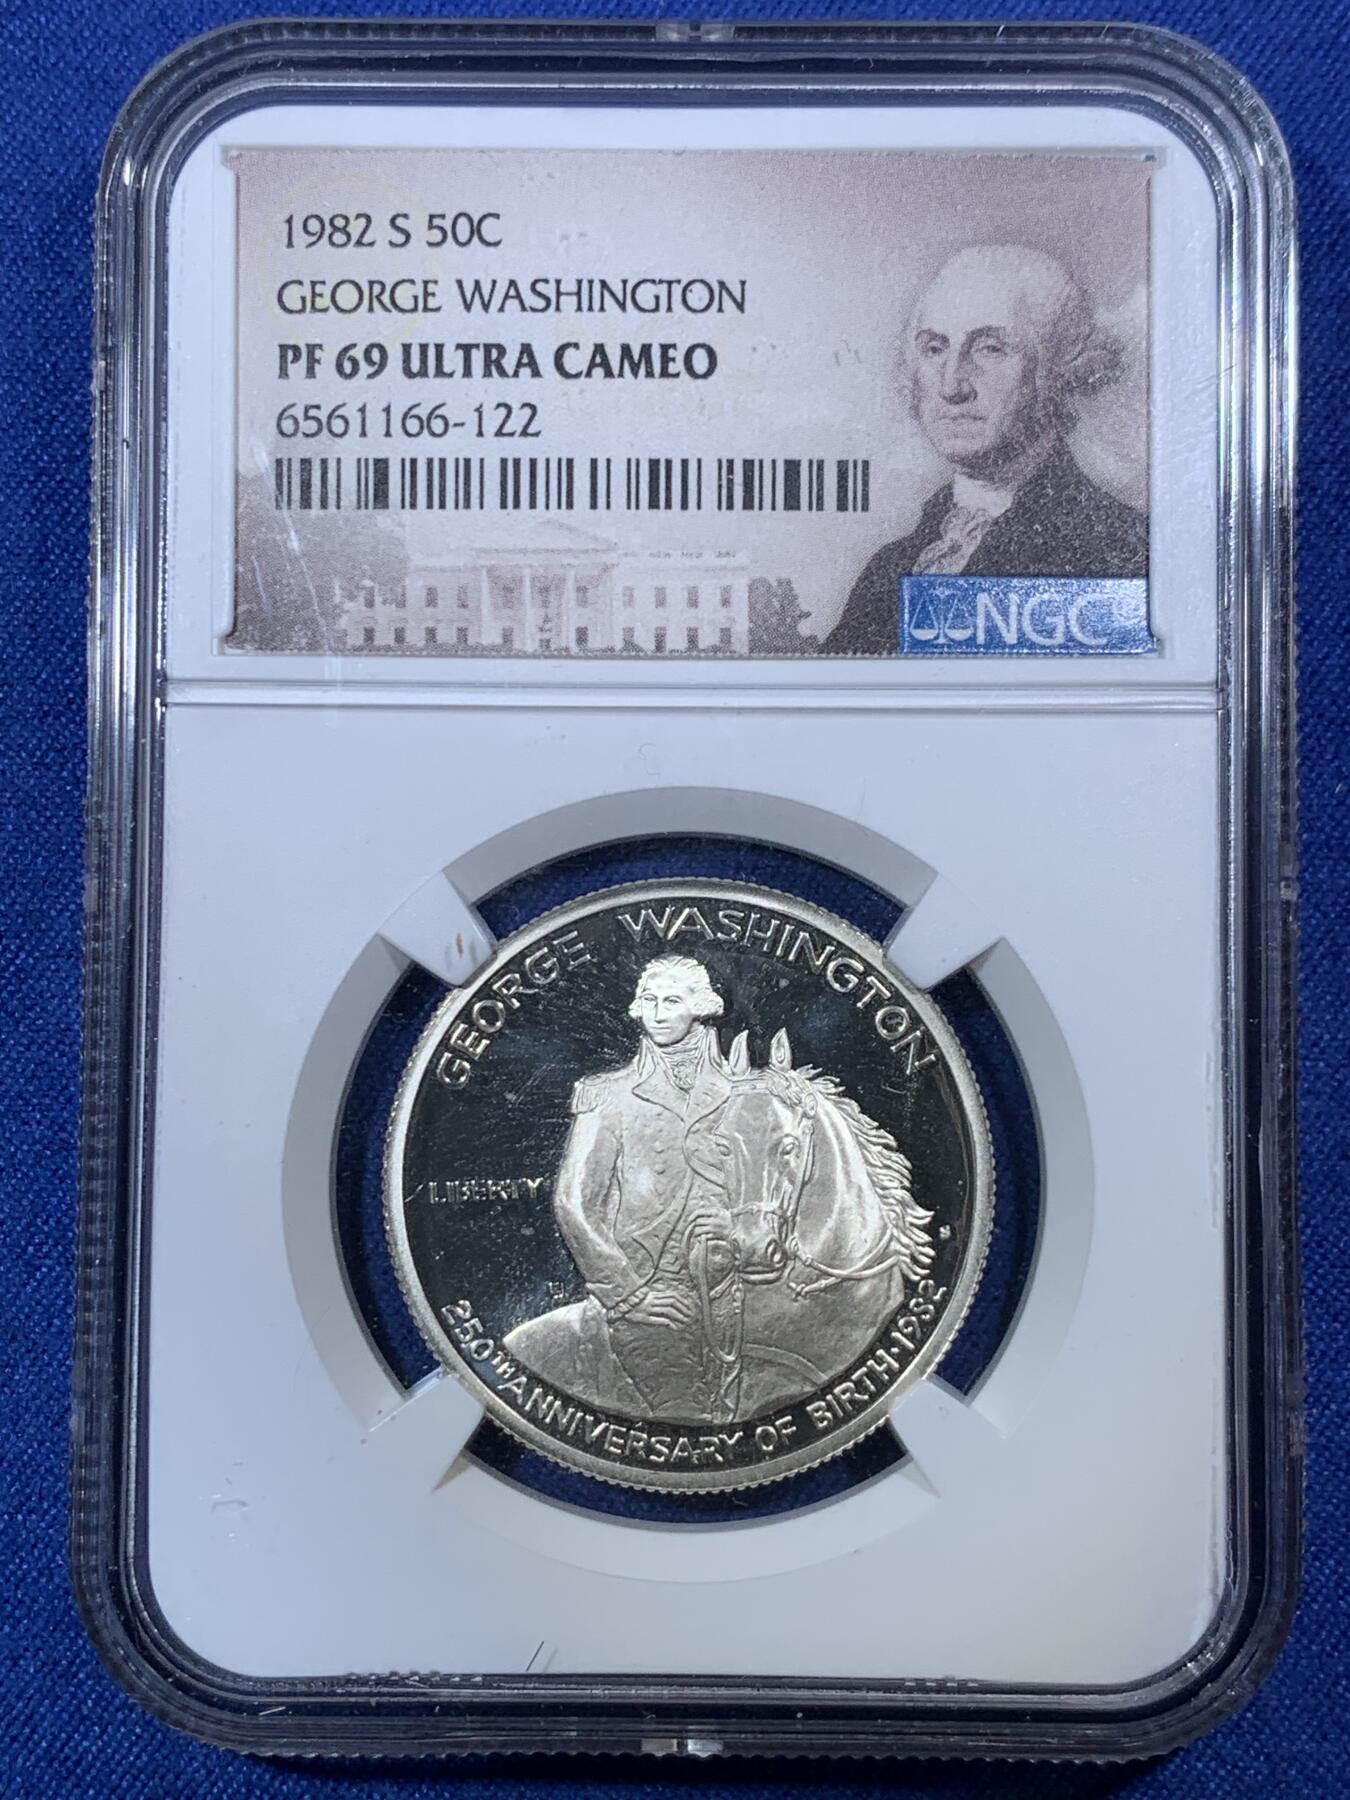 1982 S 50C
GEORGE WASHINGTON
PF 69 ULTRA CAMEO
6561166-122
NGC
GEORGE WASHINGTON
LIBERTY
S
250TH ANNIVERSARY OF BIRTH·1982